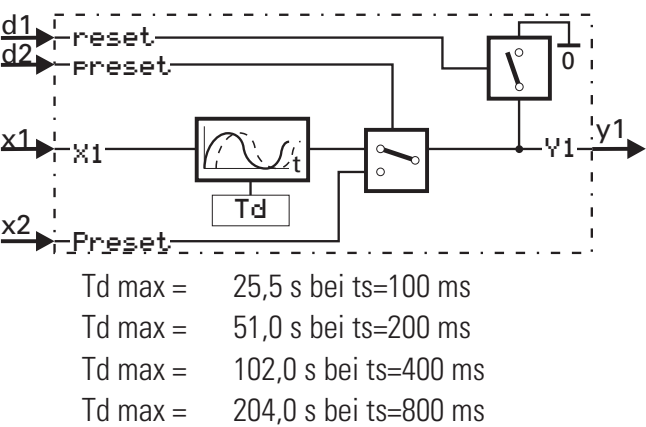 d1 reset
d2 preset 0
x1 X1 t Y1 y1
Td
x2 Preset
Td max = 25,5 s bei ts=100 ms
Td max = 51,0 s bei ts=200 ms
Td max = 102,0 s bei ts=400 ms
Td max = 204,0 s bei ts=800 ms